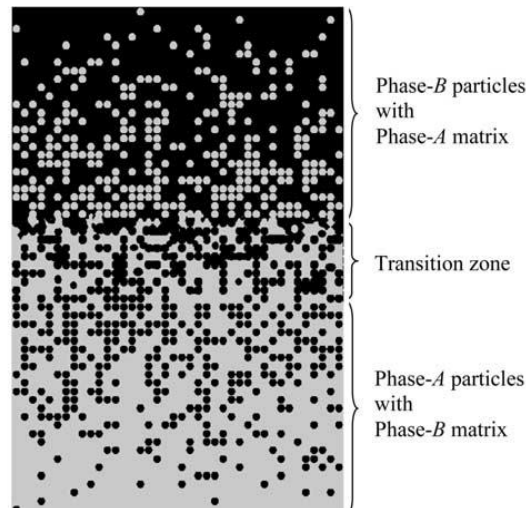 Phase-B particles
with
Phase-A matrix
Transition zone
Phase-A particles
with
Phase-B matrix